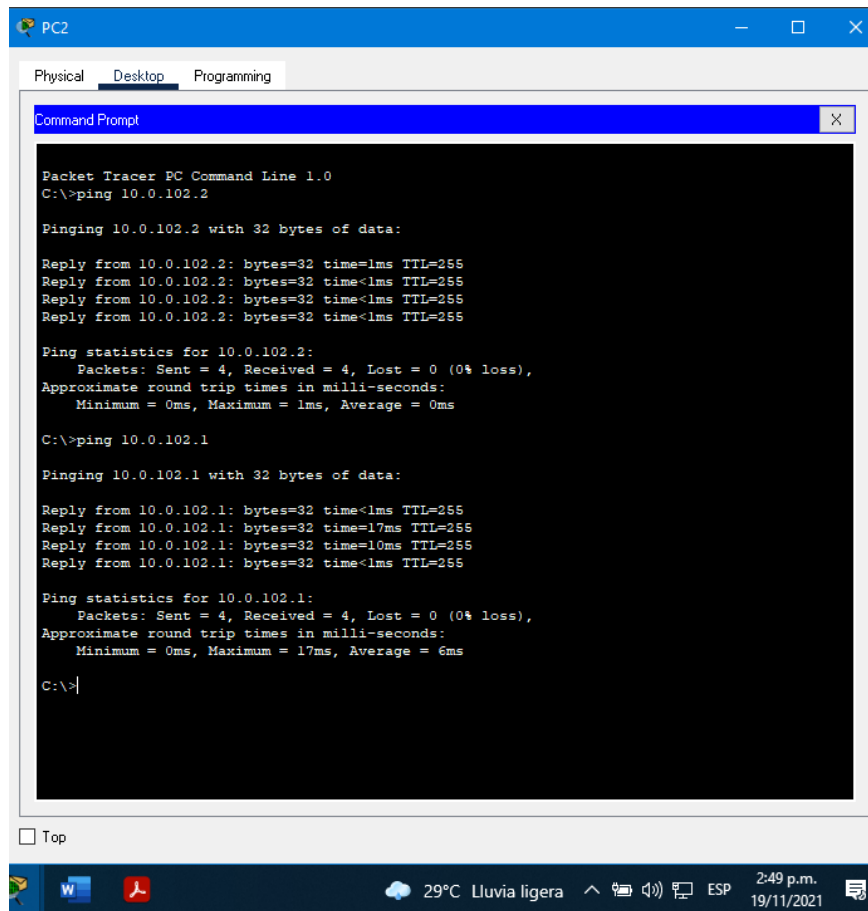 PC2
Physical Desktop Programming
Command Prompt X
Packet Tracer PC Command Line 1.0
C:\>ping 10.0.102.2
Pinging 10.0.102.2 with 32 bytes of data:
Reply from 10.0.102.2: bytes=32 time=1ms TTL=255
Reply from 10.0.102.2: bytes=32 time<1ms TTL=255
Reply from 10.0.102.2: bytes=32 time<1ms TTL=255
Reply from 10.0.102.2: bytes=32 time<1ms TTL=255
Ping statistics for 10.0.102.2:
Packets: Sent = 4, Received = 4, Lost = 0 (0% loss),
Approximate round trip times in milli-seconds:
Minimum = 0ms, Maximum = 1ms, Average = 0ms
C:\>ping 10.0.102.1
Pinging 10.0.102.1 with 32 bytes of data:
Reply from 10.0.102.1: bytes=32 time<1ms TTL=255
Reply from 10.0.102.1: bytes=32 time=17ms TTL=255
Reply from 10.0.102.1: bytes=32 time=10ms TTL=255
Reply from 10.0.102.1: bytes=32 time<1ms TTL=255
Ping statistics for 10.0.102.1:
Packets: Sent = 4, Received = 4, Lost = 0 (0% loss),
Approximate round trip times in milli-seconds:
Minimum = 0ms, Maximum = 17ms, Average = 6ms
C:\>
Top
W 29°C Lluvia ligera ESP 2:49 p.m.
19/11/2021